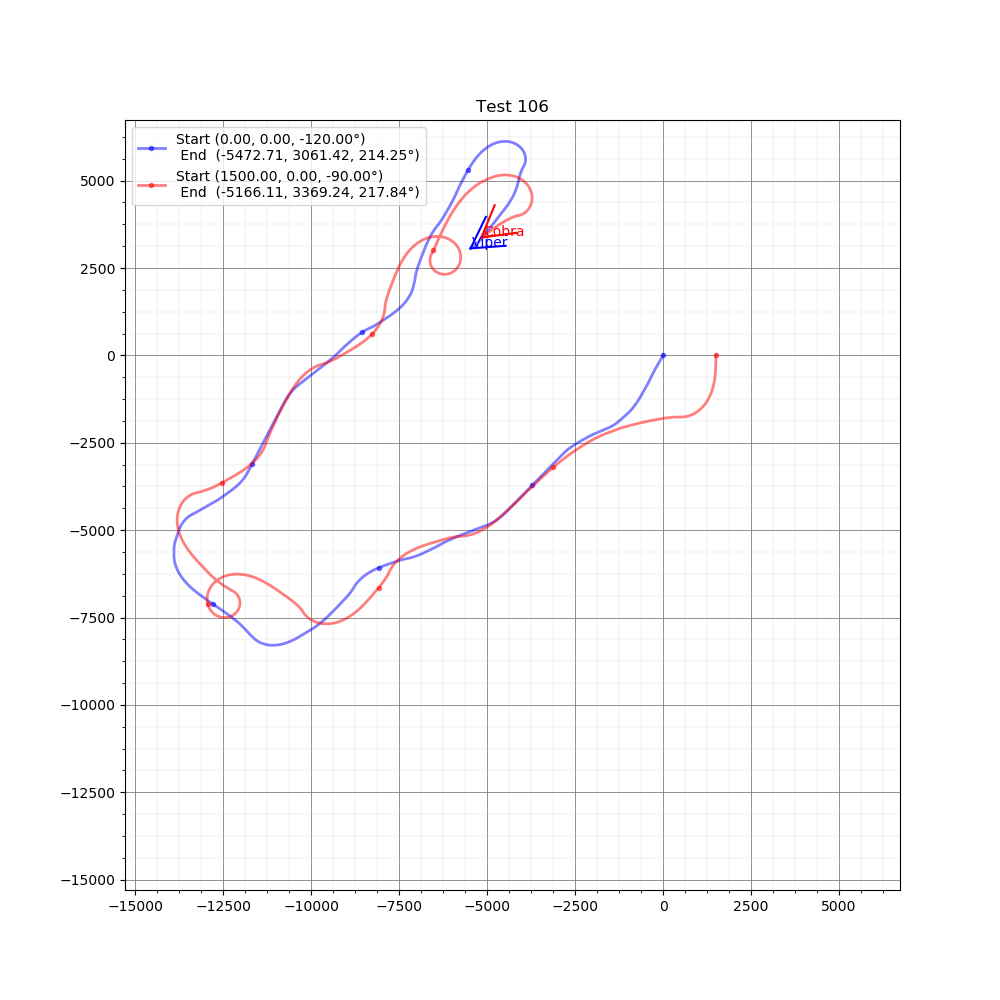 Test 106
Start (0.00, 0.00, -120.00°)
End (-5472.71, 3061.42, 214.25°)
Start (1500.00, 0.00, -90.00°)
End (-5166.11, 3369.24, 217.84°)
Cobra
Viper
5000
2500
0
−2500
−5000
−7500
−10000
−12500
−15000
−15000 −12500 −10000 −7500 −5000 −2500 0 2500 5000